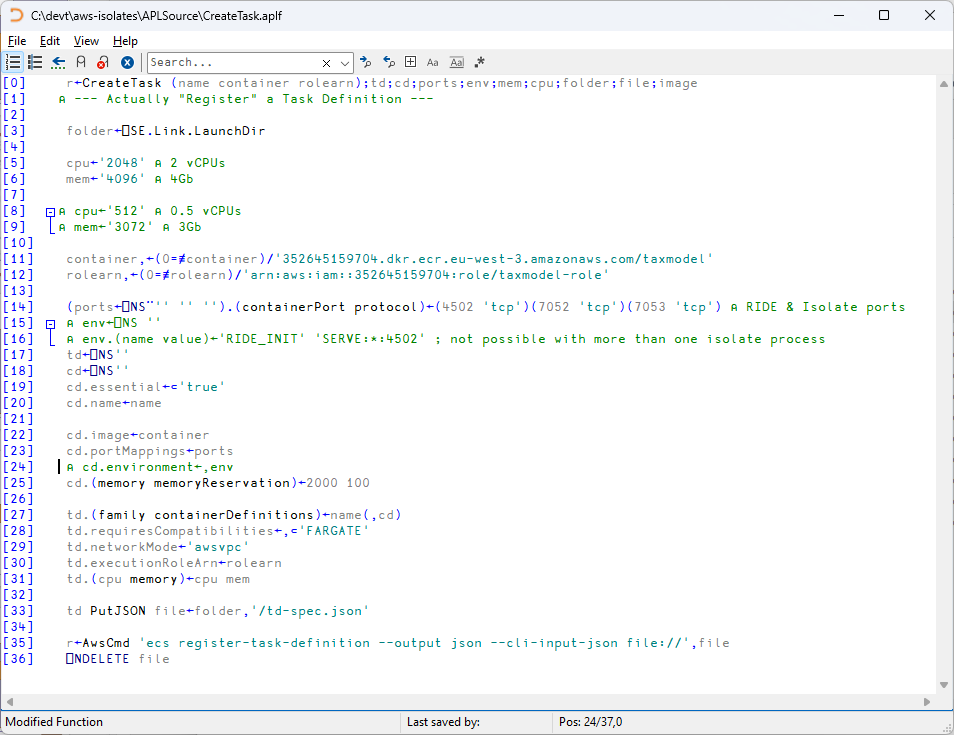 C:\devt\aws-isolates\APLSource\CreateTask.aplf
File Edit View Help
Search... Aa Aa .*
[0] r←CreateTask (name container rolearn);td;cd;ports;env;mem;cpu;folder;file;image
[1] ⍝ --- Actually "Register" a Task Definition ---
[2]
[3] folder←⎕SE.Link.LaunchDir
[4]
[5] cpu←'2048' ⍝ 2 vCPUs
[6] mem←'4096' ⍝ 4Gb
[7]
[8] ⍝ cpu←'512' ⍝ 0.5 vCPUs
[9] ⍝ mem←'3072' ⍝ 3Gb
[10]
[11] container,←(0=≢container)/'352645159704.dkr.ecr.eu-west-3.amazonaws.com/taxmodel'
[12] rolearn,←(0=≢rolearn)/'arn:aws:iam::352645159704:role/taxmodel-role'
[13]
[14] (ports←⎕NS¨'' '' '').(containerPort protocol)←(4502 'tcp')(7052 'tcp')(7053 'tcp') ⍝ RIDE & Isolate ports
[15] ⍝ env←⎕NS ''
[16] ⍝ env.(name value)←'RIDE_INIT' 'SERVE:*:4502' ; not possible with more than one isolate process
[17] td←⎕NS''
[18] cd←⎕NS''
[19] cd.essential←⊂'true'
[20] cd.name←name
[21]
[22] cd.image←container
[23] cd.portMappings←ports
[24] ⍝ cd.environment←,env
[25] cd.(memory memoryReservation)←2000 100
[26]
[27] td.(family containerDefinitions)←name(,cd)
[28] td.requiresCompatibilities←,⊂'FARGATE'
[29] td.networkMode←'awsvpc'
[30] td.executionRoleArn←rolearn
[31] td.(cpu memory)←cpu mem
[32]
[33] td PutJSON file←folder,'/td-spec.json'
[34]
[35] r←AwsCmd 'ecs register-task-definition --output json --cli-input-json file://',file
[36] ⎕NDELETE file
Modified Function Last saved by: Pos: 24/37,0